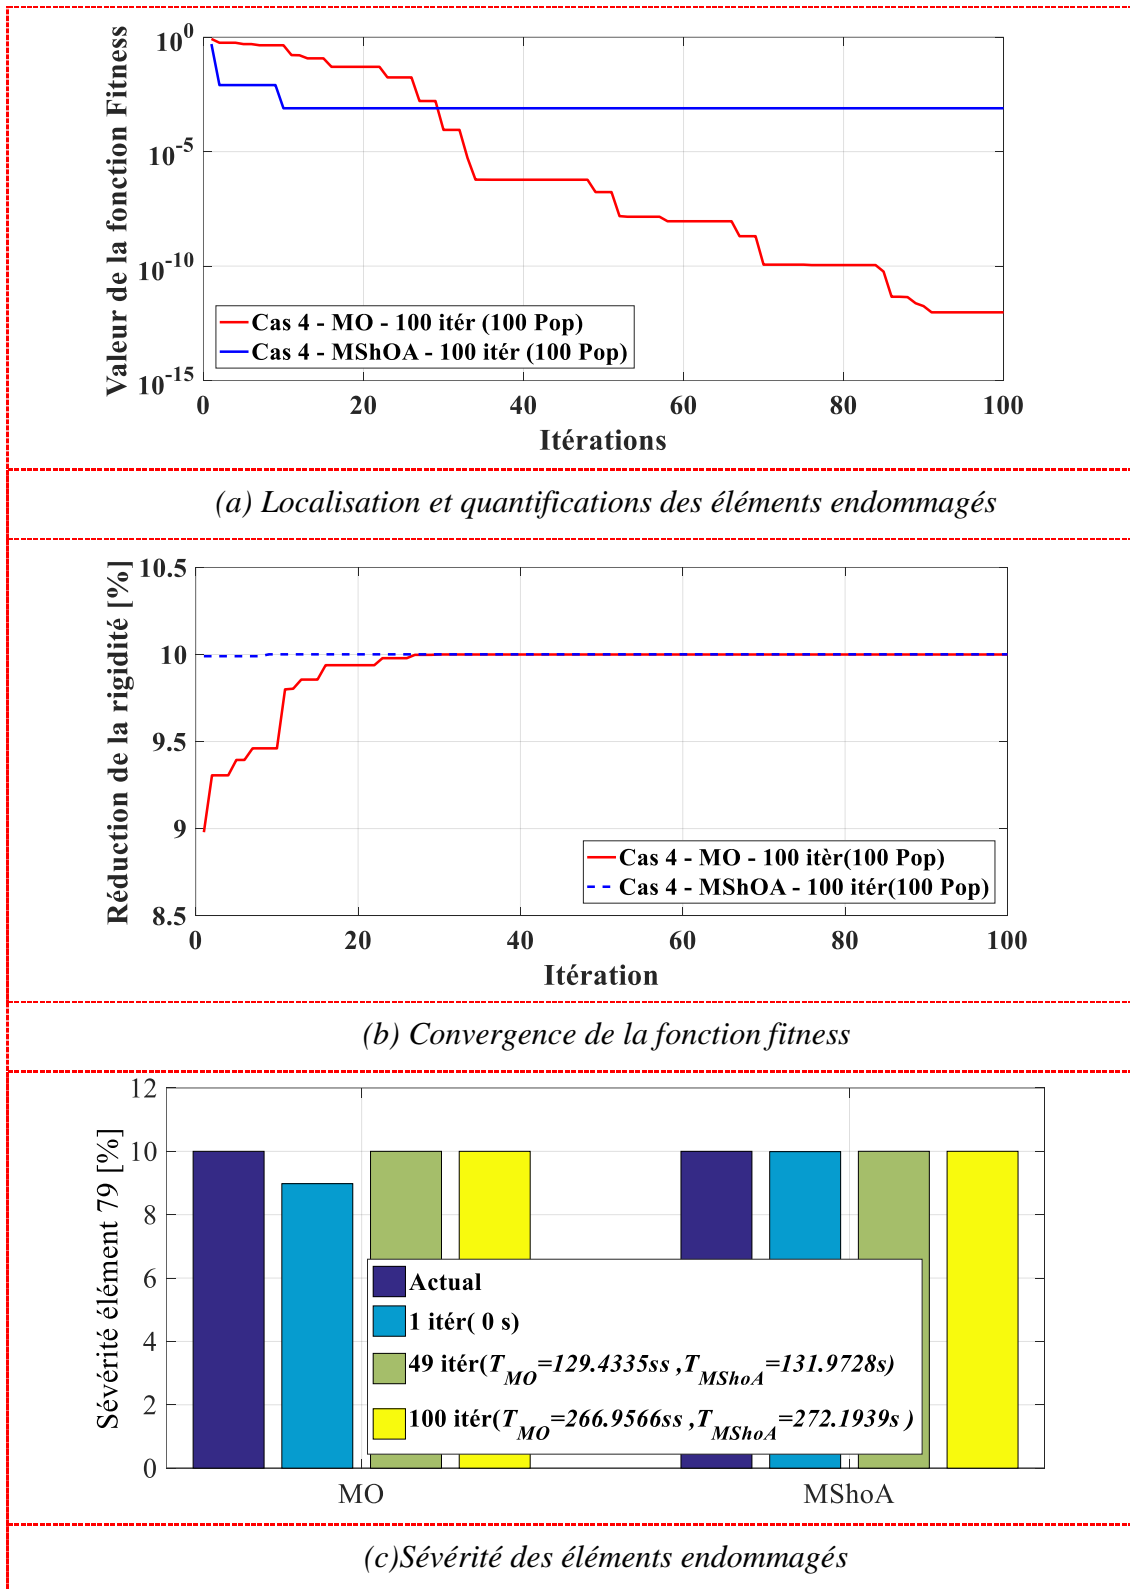 Valeur de la fonction Fitness
10^0
10^-5
10^-10
10^-15
Cas 4 - MO - 100 itér (100 Pop)
Cas 4 - MShOA - 100 itér (100 Pop)
0 20 40 60 80 100
Itérations
(a) Localisation et quantifications des éléments endommagés
Réduction de la rigidité [%]
10.5
10
9.5
9
8.5
Cas 4 - MO - 100 itèr(100 Pop)
Cas 4 - MShOA - 100 itér(100 Pop)
0 20 40 60 80 100
Itération
(b) Convergence de la fonction fitness
Sévérité élément 79 [%]
12
10
8
6
4
2
0
Actual
1 itér( 0 s)
49 itér(T_MO=129.4335ss ,T_MShoA=131.9728s)
100 itér(T_MO=266.9566ss ,T_MShoA=272.1939s )
MO MShoA
(c)Sévérité des éléments endommagés